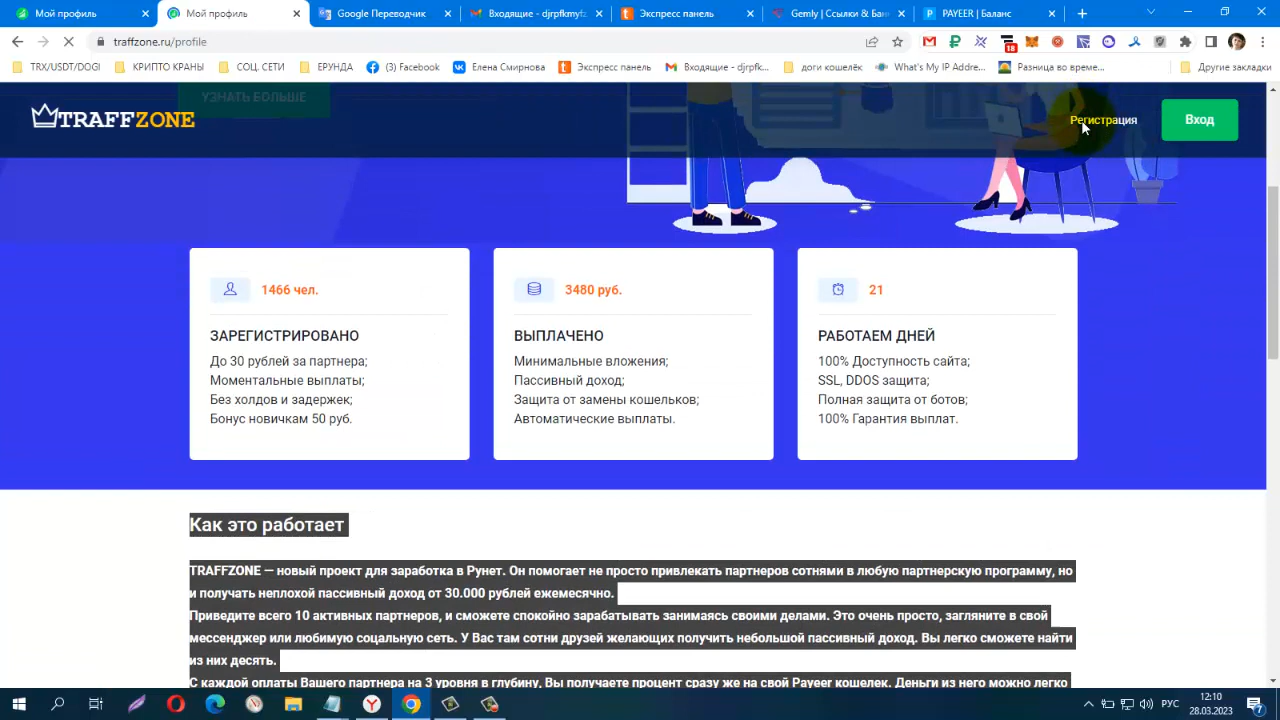 Мой профиль
Мой профиль
Google Переводчик
Входящие - djrpfkmyfz
Экспресс панель
Gemly | Ссылки & Бан
PAYEER | Баланс
traffzone.ru/profile
18
TRX/USDT/DOGI
КРИПТО КРАНЫ
СОЦ. СЕТИ
ЕРУНДА
(3) Facebook
Елена Смирнова
Экспресс панель
Входящие - djrpfk...
доги кошелёк
What's My IP Addre...
Разница во време...
Другие закладки
УЗНАТЬ БОЛЬШЕ
TRAFFZONE
Регистрация
Вход
1466 чел.
ЗАРЕГИСТРИРОВАНО
До 30 рублей за партнера;
Моментальные выплаты;
Без холдов и задержек;
Бонус новичкам 50 руб.
3480 руб.
ВЫПЛАЧЕНО
Минимальные вложения;
Пассивный доход;
Защита от замены кошельков;
Автоматические выплаты.
21
РАБОТАЕМ ДНЕЙ
100% Доступность сайта;
SSL, DDOS защита;
Полная защита от ботов;
100% Гарантия выплат.
Как это работает
TRAFFZONE — новый проект для заработка в Рунет. Он помогает не просто привлекать партнеров сотнями в любую партнерскую программу, но
и получать неплохой пассивный доход от 30.000 рублей ежемесячно.
Приведите всего 10 активных партнеров, и сможете спокойно зарабатывать занимаясь своими делами. Это очень просто, загляните в свой
мессенджер или любимую соцальную сеть. У Вас там сотни друзей желающих получить небольшой пассивный доход. Вы легко сможете найти
из них десять.
С каждой оплаты Вашего партнера на 3 уровня в глубину, Вы получаете процент сразу же на свой Payeer кошелек. Деньги из него можно легко
РУС
12:10
28.03.2023
7